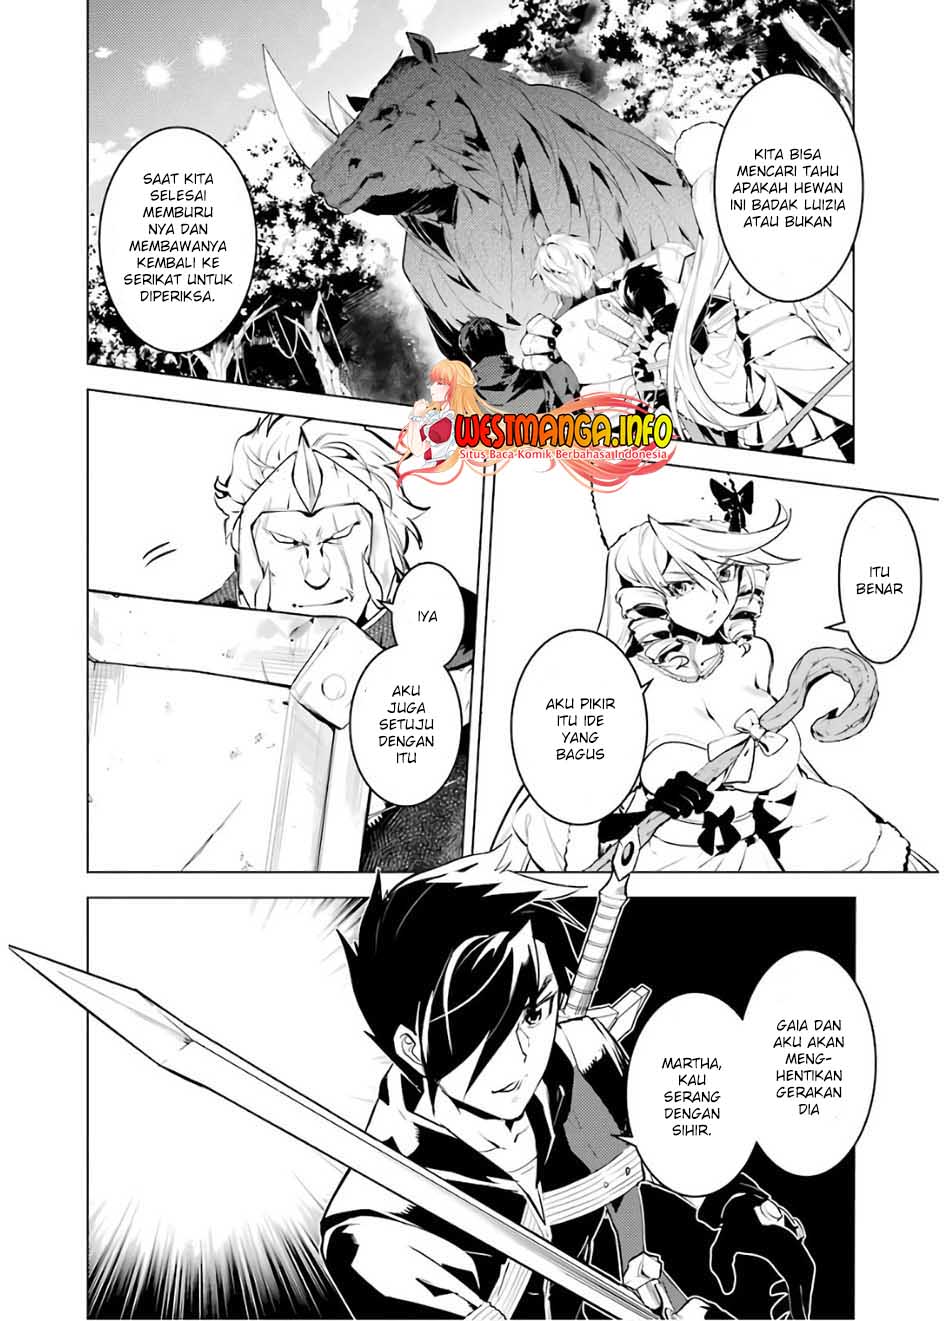 KITA BISA
MENCARI TAHU
APAKAH HEWAN
INI BADAK LUIZIA
ATAU BUKAN
SAAT KITA
SELESAI
MEMBURU
NYA DAN
MEMBAWANYA
KEMBALI KE
SERIKAT UNTUK
DIPERIKSA.
WESTMANGA.INFO
Situs Baca Komik Berbahasa Indonesia
ITU
BENAR
AKU PIKIR
ITU IDE
YANG
BAGUS
IYA
AKU
JUGA
SETUJU
DENGAN
ITU
GAIA DAN
AKU AKAN
MENG-
HENTIKAN
GERAKAN
DIA
MARTHA,
KAU
SERANG
DENGAN
SIHIR.